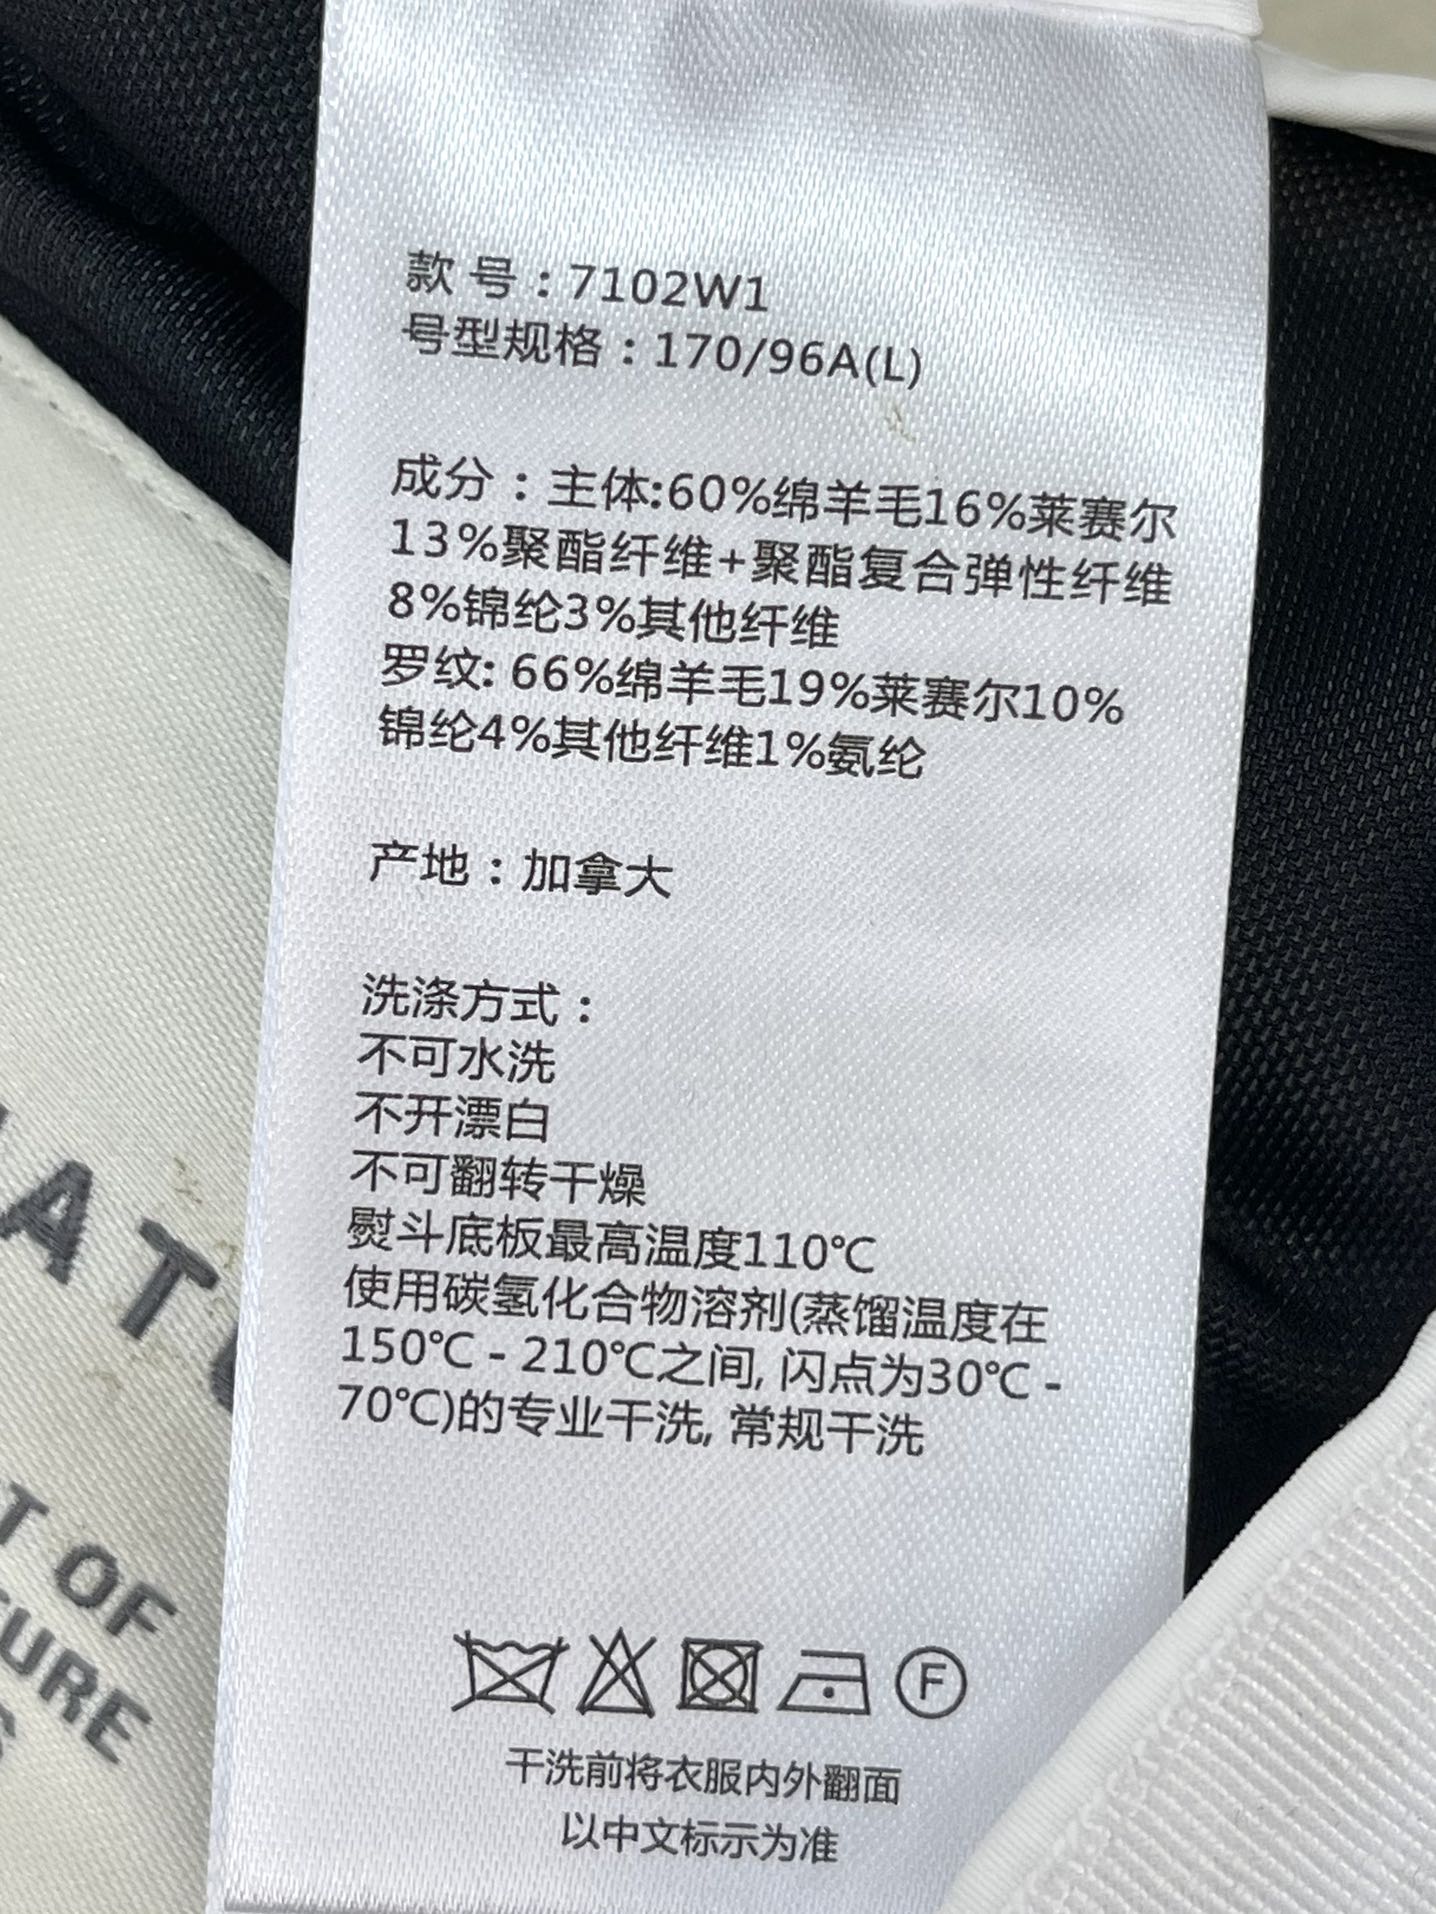 款 号：7102W1
号型规格：170/96A(L)
成分：主体:60%绵羊毛16%莱赛尔
13%聚酯纤维+聚酯复合弹性纤维
8%锦纶3%其他纤维
罗纹: 66%绵羊毛19%莱赛尔10%
锦纶4%其他纤维1%氨纶
产地：加拿大
洗涤方式：
不可水洗
不开漂白
不可翻转干燥
熨斗底板最高温度110℃
使用碳氢化合物溶剂(蒸馏温度在
150℃ - 210℃之间, 闪点为30℃ -
70℃)的专业干洗, 常规干洗
F
干洗前将衣服内外翻面
以中文标示为准
OF